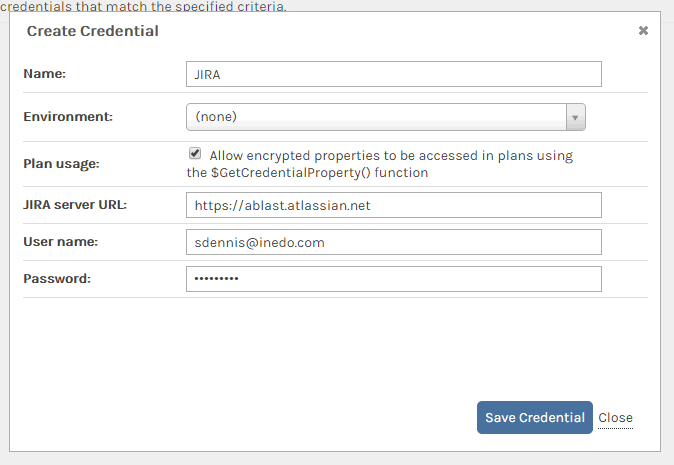 credentials that match the specified criteria.
Create Credential
Name:
JIRA
Environment:
(none)
Plan usage:
Allow encrypted properties to be accessed in plans using
the $GetCredentialProperty() function
JIRA server URL:
https://ablast.atlassian.net
User name:
sdennis@inedo.com
Password:
•••••••••
Save Credential
Close